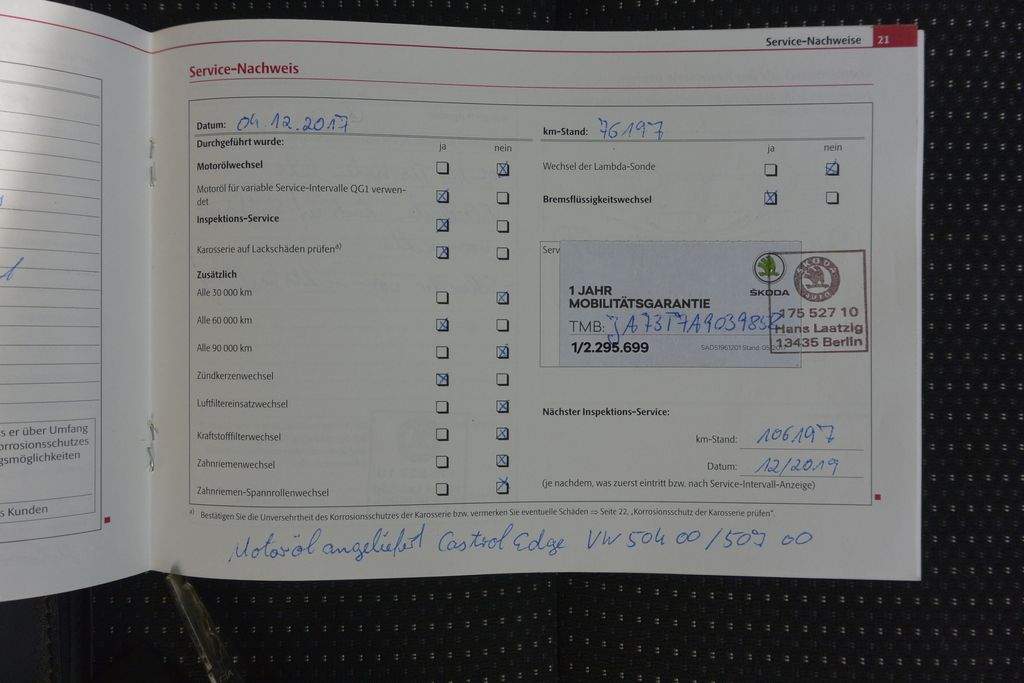 Service-Nachweise 21
Service-Nachweis
Datum: 04.12.2017
km-Stand: 76197
Durchgeführt wurde:
ja nein
ja nein
Motorölwechsel
Motoröl für variable Service-Intervalle QG1 verwen-
det
Inspektions-Service
Karosserie auf Lackschäden prüfen a)
Zusätzlich
Alle 30 000 km
Alle 60 000 km
Alle 90 000 km
Zündkerzenwechsel
Luftfiltereinsatzwechsel
Kraftstofffilterwechsel
Zahnriemenwechsel
Zahnriemen-Spannrollenwechsel
Wechsel der Lambda-Sonde
Bremsflüssigkeitswechsel
Serv
1 JAHR
MOBILITÄTSGARANTIE
TMB:
1/2.295.699
ŠKODA
ŠKODA
AUTO
175 527 10
Hans Laatzig
13435 Berlin
Nächster Inspektions-Service:
km-Stand: 106197
Datum: 12/2019
(je nachdem, was zuerst eintritt bzw. nach Service-Intervall-Anzeige)
a) Bestätigen Sie die Unversehrtheit des Korrosionsschutzes der Karosserie bzw. vermerken Sie eventuelle Schäden ⇒ Seite 22, „Korrosionsschutz der Karosserie prüfen".
Motoröl angeliefert Castrol Edge VW 504 00 / 507 00
s er über Umfang
orrosionsschutzes
gsmöglichkeiten
s Kunden